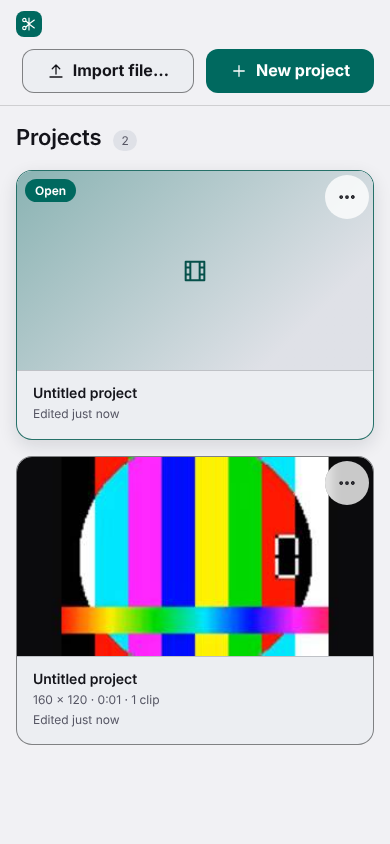 Import file...
New project
Projects 2
Open
Untitled project
Edited just now
Untitled project
160 × 120 · 0:01 · 1 clip
Edited just now